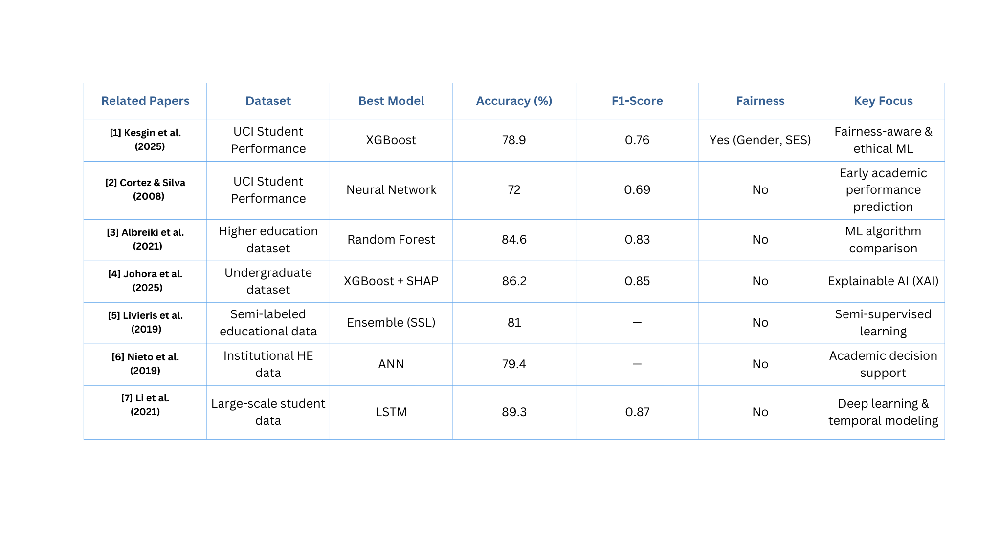 Related Papers Dataset Best Model Accuracy (%) F1-Score Fairness Key Focus
[1] Kesgin et al.
(2025)
UCI Student
Performance
XGBoost
78.9
0.76
Yes (Gender, SES)
Fairness-aware &
ethical ML
[2] Cortez & Silva
(2008)
UCI Student
Performance
Neural Network
72
0.69
No
Early academic
performance
prediction
[3] Albreiki et al.
(2021)
Higher education
dataset
Random Forest
84.6
0.83
No
ML algorithm
comparison
[4] Johora et al.
(2025)
Undergraduate
dataset
XGBoost + SHAP
86.2
0.85
No
Explainable AI (XAI)
[5] Livieris et al.
(2019)
Semi-labeled
educational data
Ensemble (SSL)
81
—
No
Semi-supervised
learning
[6] Nieto et al.
(2019)
Institutional HE
data
ANN
79.4
—
No
Academic decision
support
[7] Li et al.
(2021)
Large-scale student
data
LSTM
89.3
0.87
No
Deep learning &
temporal modeling